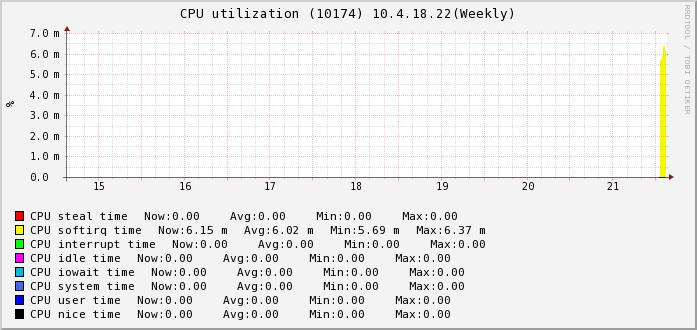 CPU utilization (10174) 10.4.18.22(Weekly)
RRDTOOL / TOBI OETIKER
7.0 m
6.0 m
5.0 m
4.0 m
3.0 m
2.0 m
1.0 m
0.0
%
15 16 17 18 19 20 21
CPU steal time Now:0.00 Avg:0.00 Min:0.00 Max:0.00
CPU softirq time Now:6.15 m Avg:6.02 m Min:5.69 m Max:6.37 m
CPU interrupt time Now:0.00 Avg:0.00 Min:0.00 Max:0.00
CPU idle time Now:0.00 Avg:0.00 Min:0.00 Max:0.00
CPU iowait time Now:0.00 Avg:0.00 Min:0.00 Max:0.00
CPU system time Now:0.00 Avg:0.00 Min:0.00 Max:0.00
CPU user time Now:0.00 Avg:0.00 Min:0.00 Max:0.00
CPU nice time Now:0.00 Avg:0.00 Min:0.00 Max:0.00